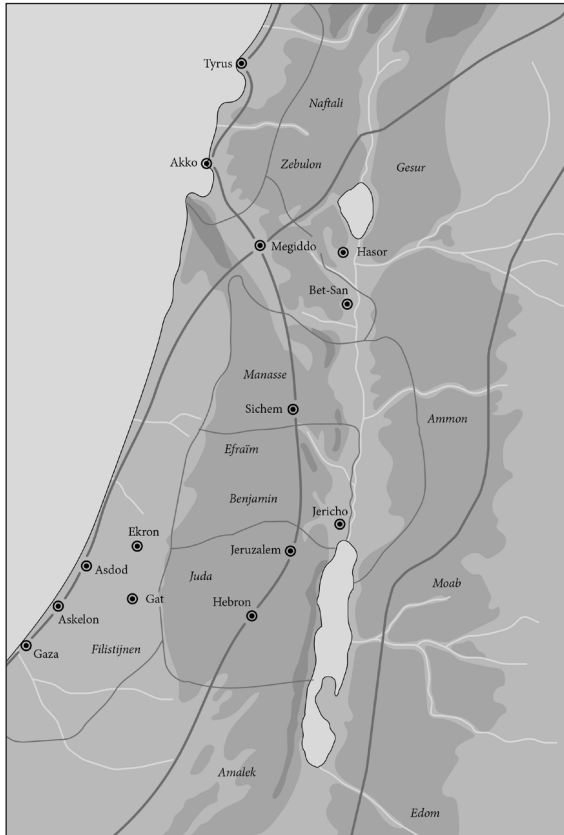 Tyrus
Naftali
Akko
Zebulon
Gesur
Megiddo
Hasor
Bet-San
Manasse
Sichem
Ammon
Efraïm
Benjamin
Jericho
Ekron
Jeruzalem
Asdod
Juda
Moab
Gat
Askelon
Hebron
Gaza
Filistijnen
Amalek
Edom